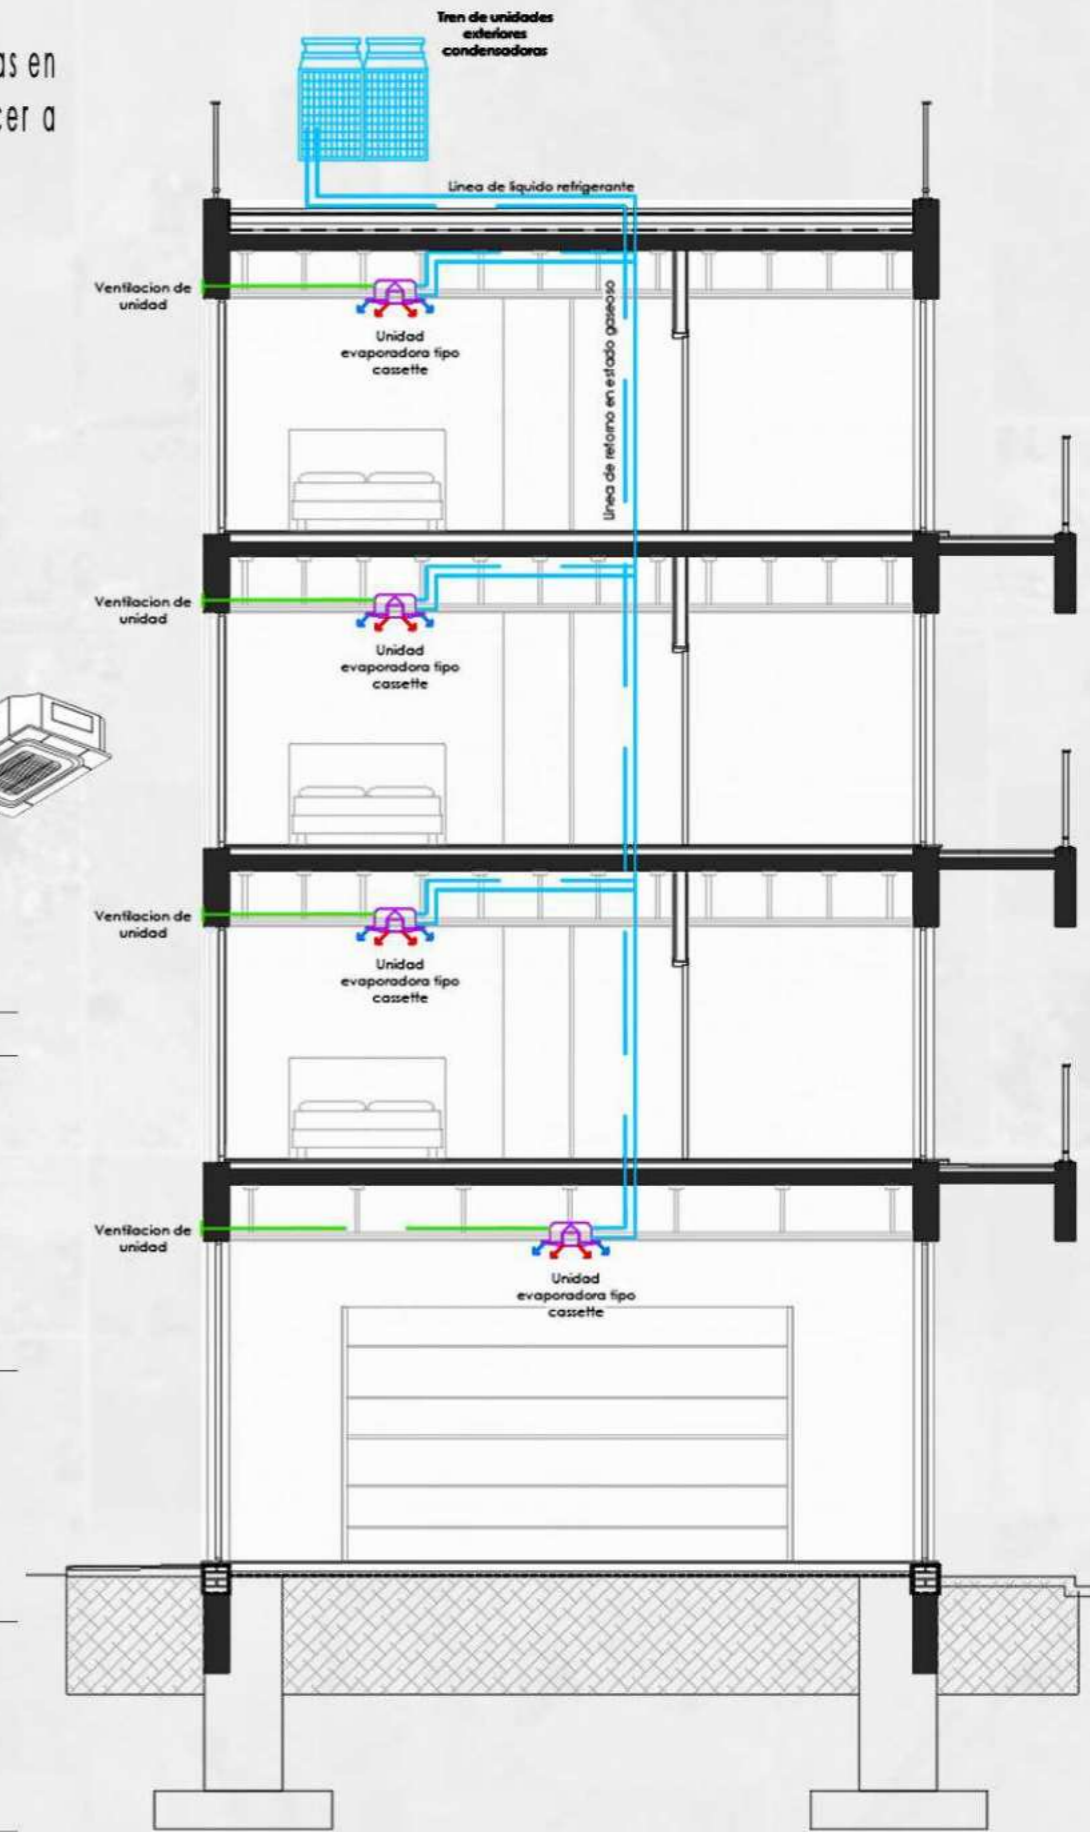 Tren de unidades
exteriores
condensadoras
en
a
Linea de liquido refrigerante
Ventilacion de
unidad
Unidad
evaporadora tipo
cassette
Linea de retorno en estado gaseoso
Ventilacion de
unidad
Unidad
evaporadora tipo
cassette
Ventilacion de
unidad
Unidad
evaporadora tipo
cassette
Ventilacion de
unidad
Unidad
evaporadora tipo
cassette